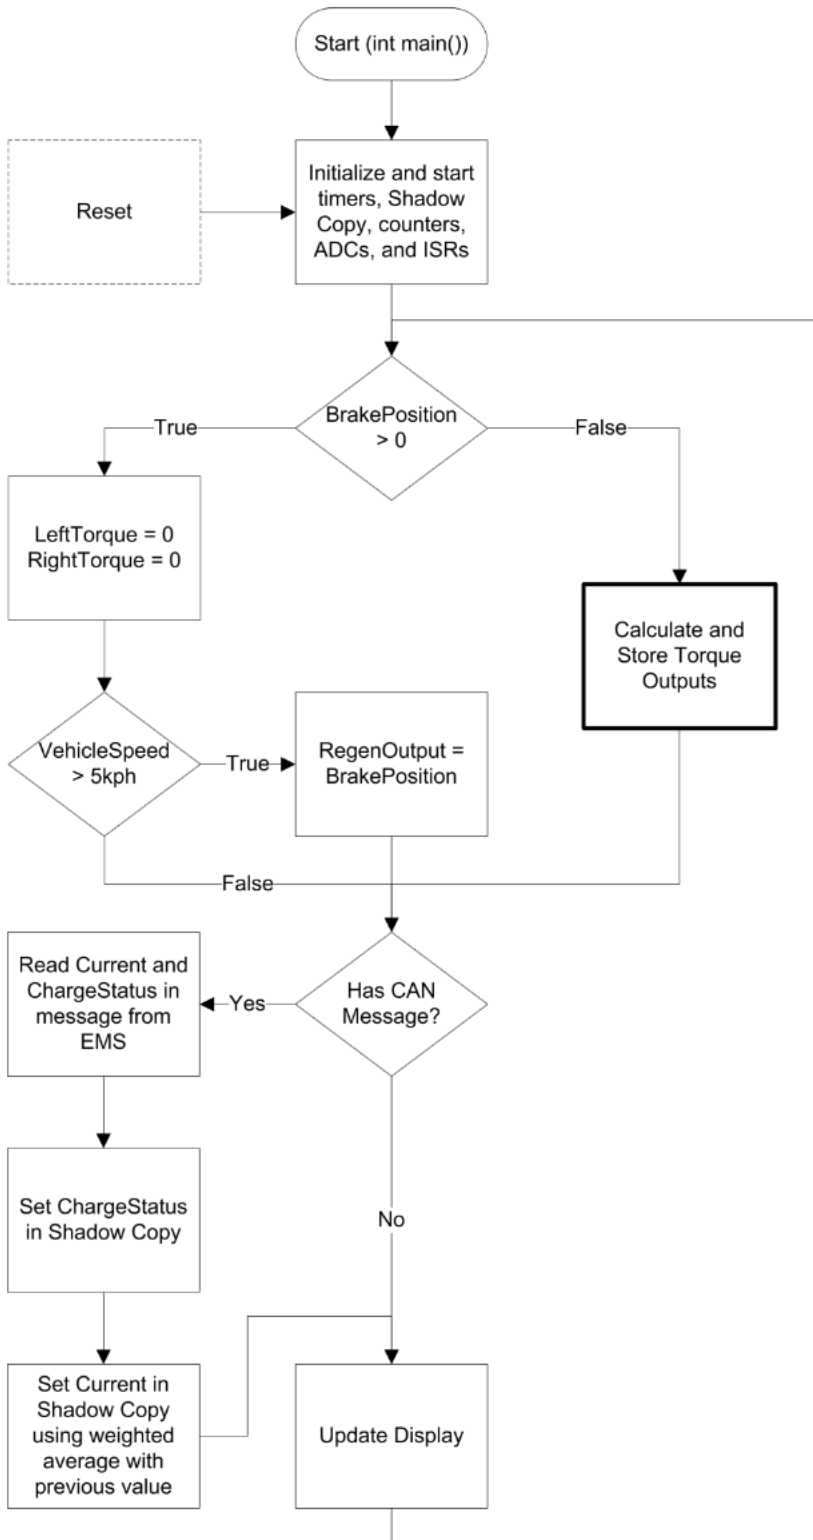 Start (int main())
Reset
Initialize and start
timers, Shadow
Copy, counters,
ADCs, and ISRs
BrakePosition
> 0
True
False
LeftTorque = 0
RightTorque = 0
Calculate and
Store Torque
Outputs
VehicleSpeed
> 5kph
True
RegenOutput =
BrakePosition
False
Has CAN
Message?
Yes
Read Current and
ChargeStatus in
message from
EMS
Set ChargeStatus
in Shadow Copy
No
Set Current in
Shadow Copy
using weighted
average with
previous value
Update Display